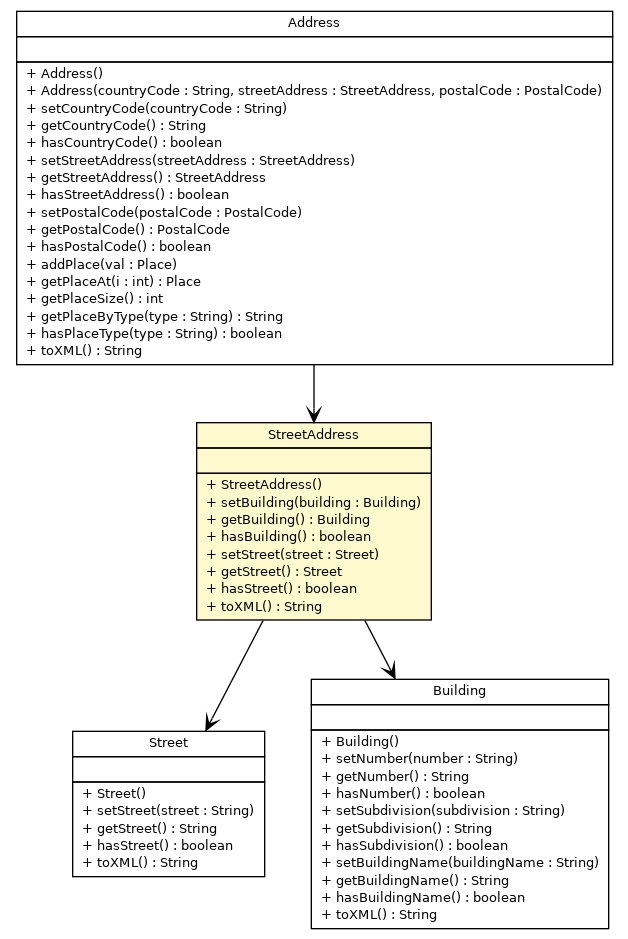 Address
+ Address()
+ Address(countryCode : String, streetAddress : StreetAddress, postalCode : PostalCode)
+ setCountryCode(countryCode : String)
+ getCountryCode() : String
+ hasCountryCode() : boolean
+ setStreetAddress(streetAddress : StreetAddress)
+ getStreetAddress() : StreetAddress
+ hasStreetAddress() : boolean
+ setPostalCode(postalCode : PostalCode)
+ getPostalCode() : PostalCode
+ hasPostalCode() : boolean
+ addPlace(val : Place)
+ getPlaceAt(i : int) : Place
+ getPlaceSize() : int
+ getPlaceByType(type : String) : String
+ hasPlaceType(type : String) : boolean
+ toXML() : String
StreetAddress
+ StreetAddress()
+ setBuilding(building : Building)
+ getBuilding() : Building
+ hasBuilding() : boolean
+ setStreet(street : Street)
+ getStreet() : Street
+ hasStreet() : boolean
+ toXML() : String
Street
+ Street()
+ setStreet(street : String)
+ getStreet() : String
+ hasStreet() : boolean
+ toXML() : String
Building
+ Building()
+ setNumber(number : String)
+ getNumber() : String
+ hasNumber() : boolean
+ setSubdivision(subdivision : String)
+ getSubdivision() : String
+ hasSubdivision() : boolean
+ setBuildingName(buildingName : String)
+ getBuildingName() : String
+ hasBuildingName() : boolean
+ toXML() : String